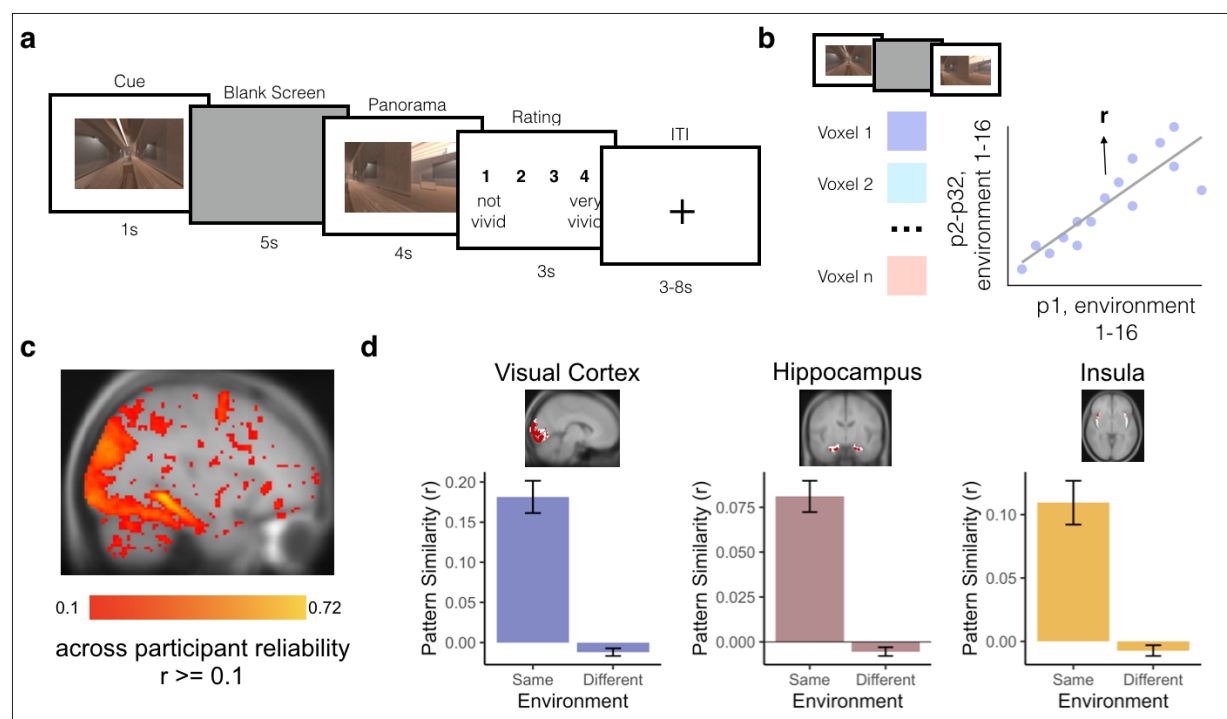 a
Cue
Blank Screen
Panorama
Rating
ITI
1 2 3 4
not very
vivid vivid
1s
5s
4s
3s
3-8s
b
Voxel 1
Voxel 2
...
Voxel n
r
p2-p32,
environment 1-16
p1, environment
1-16
c
0.1 0.72
across participant reliability
r >= 0.1
d
Visual Cortex
Pattern Similarity (r)
0.20
0.15
0.10
0.05
0.00
Same Different
Environment
Hippocampus
Pattern Similarity (r)
0.075
0.050
0.025
0.000
Same Different
Environment
Insula
Pattern Similarity (r)
0.10
0.05
0.00
Same Different
Environment